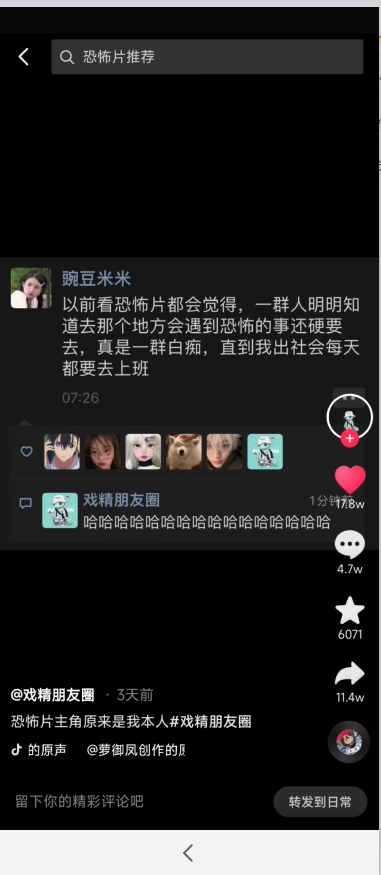 恐怖片推荐
豌豆米米
以前看恐怖片都会觉得，一群人明明知
道去那个地方会遇到恐怖的事还硬要
去，真是一群白痴，直到我出社会每天
都要去上班
07:26
戏精朋友圈
1分钟前
哈哈哈哈哈哈哈哈哈哈哈哈哈哈哈哈
17.8w
4.7w
6071
11.4w
@戏精朋友圈 · 3天前
恐怖片主角原来是我本人#戏精朋友圈
的原声 @萝御凤创作的
留下你的精彩评论吧
转发到日常